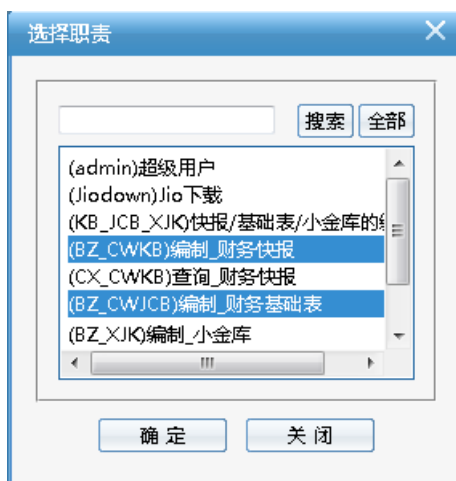 选择职责
搜索 全部
(admin)超级用户
(Jiodown)Jio下载
(KB_JCB_XJK)快报/基础表/小金库的
(BZ_CWKB)编制_财务快报
(CX_CWKB)查询_财务快报
(BZ_CWJCB)编制_财务基础表
(BZ_XJK)编制_小金库
确定 关闭